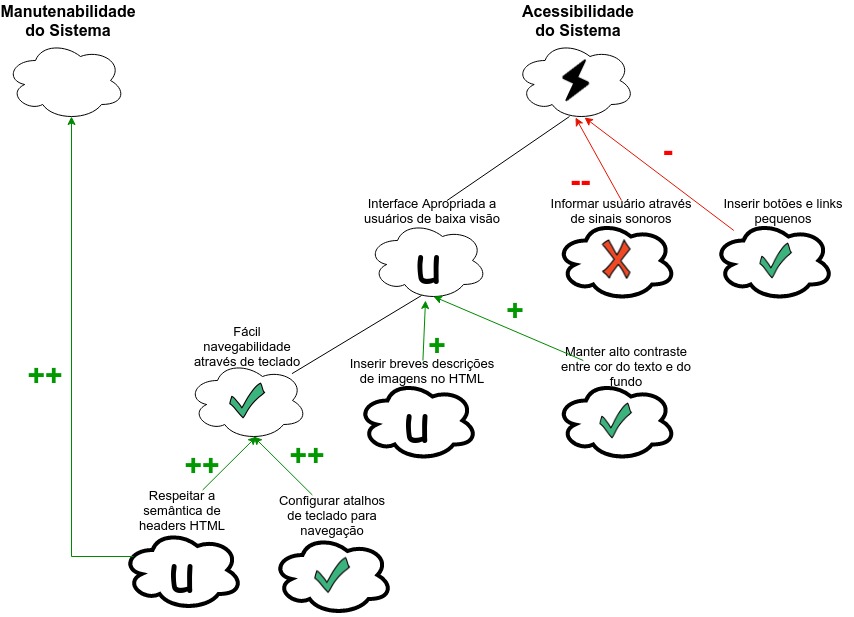 Manutenabilidade
do Sistema
Acessibilidade
do Sistema
-
--
Interface Apropriada a
usuários de baixa visão
Informar usuário através
de sinais sonoros
Inserir botões e links
pequenos
u
+
+
Fácil
navegabilidade
através de teclado
Inserir breves descrições
de imagens no HTML
Manter alto contraste
entre cor do texto e do
fundo
++
u
++
++
Respeitar a
semântica de
headers HTML
Configurar atalhos
de teclado para
navegação
u